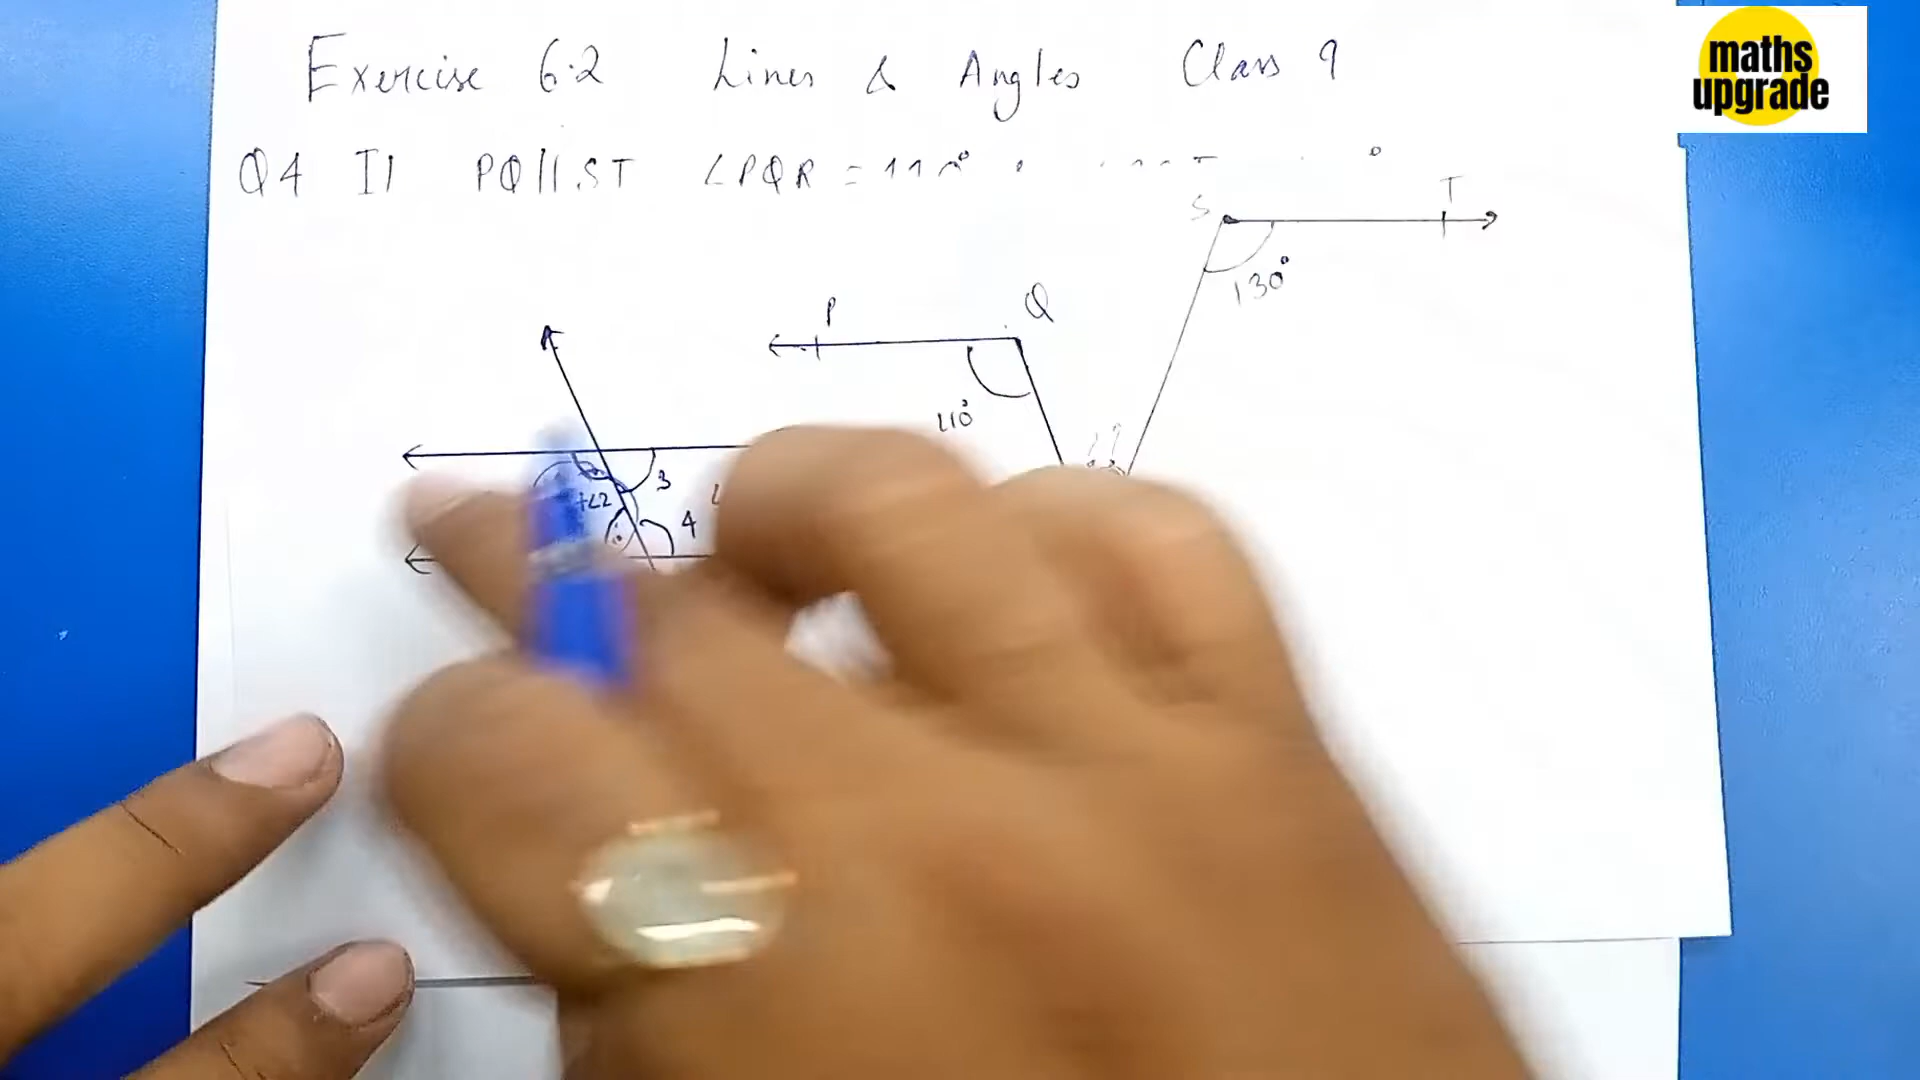 Exercise 6.2 Lines & Angles Class 9
maths
upgrade
Q4 If PQ||ST ∠PQR = 110°
S T
130°
P Q
110°
+∠2 3
4